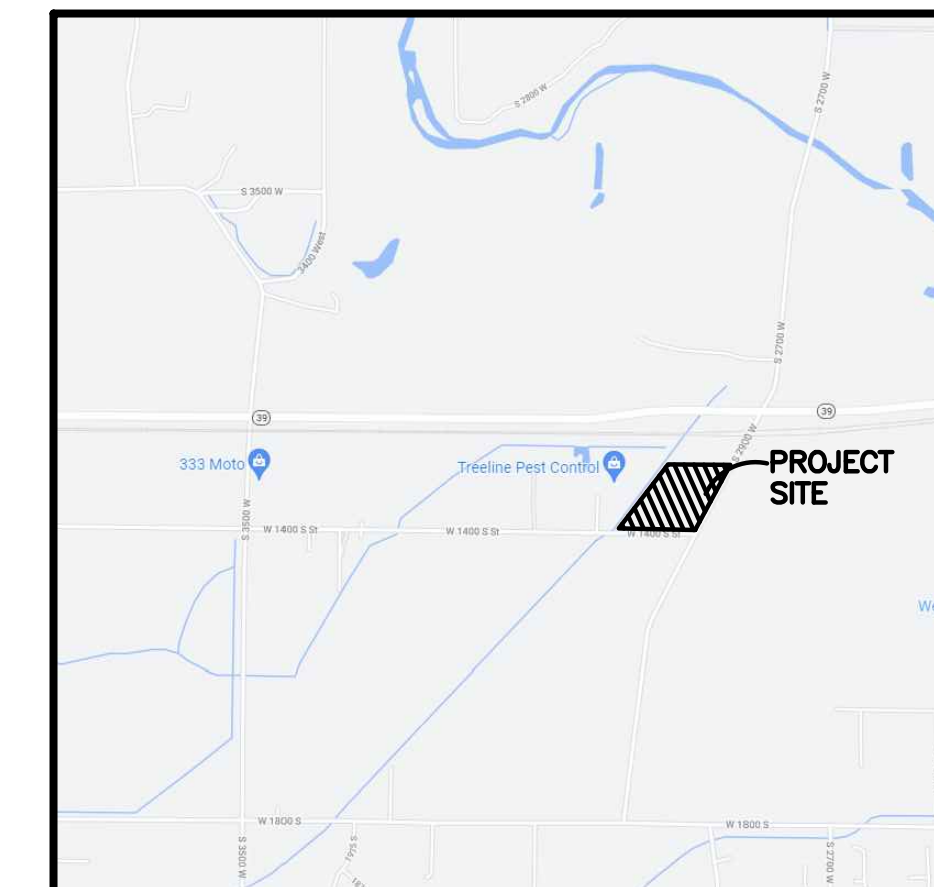 S 2800 W
S 2700 W
S 3500 W
3400 West
S 2700 W
39
39
S 2900 W
333 Moto
Treeline Pest Control
PROJECT
SITE
S 3500 W
W 1400 S St
W 1400 S St
W 1400 S St
W 1800 S
W 1800 S
S 3500 W
1975 S
S 2700 W